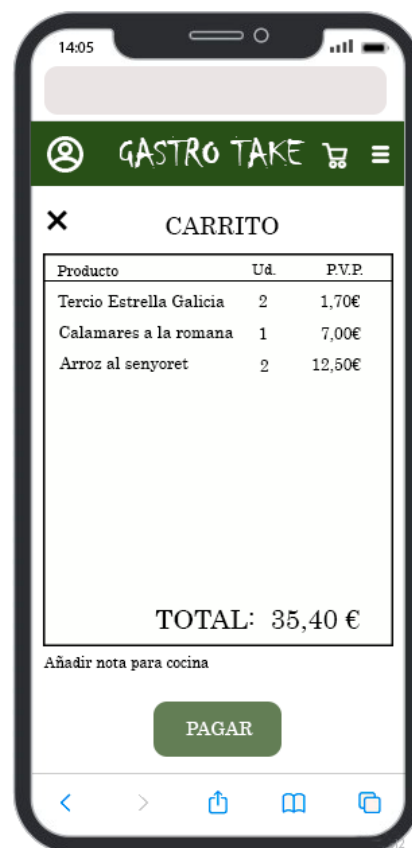 14:05
GASTRO TAKE
CARRITO
Producto Ud. P.V.P.
Tercio Estrella Galicia 2 1,70€
Calamares a la romana 1 7,00€
Arroz al senyoret 2 12,50€
TOTAL: 35,40 €
Añadir nota para cocina
PAGAR